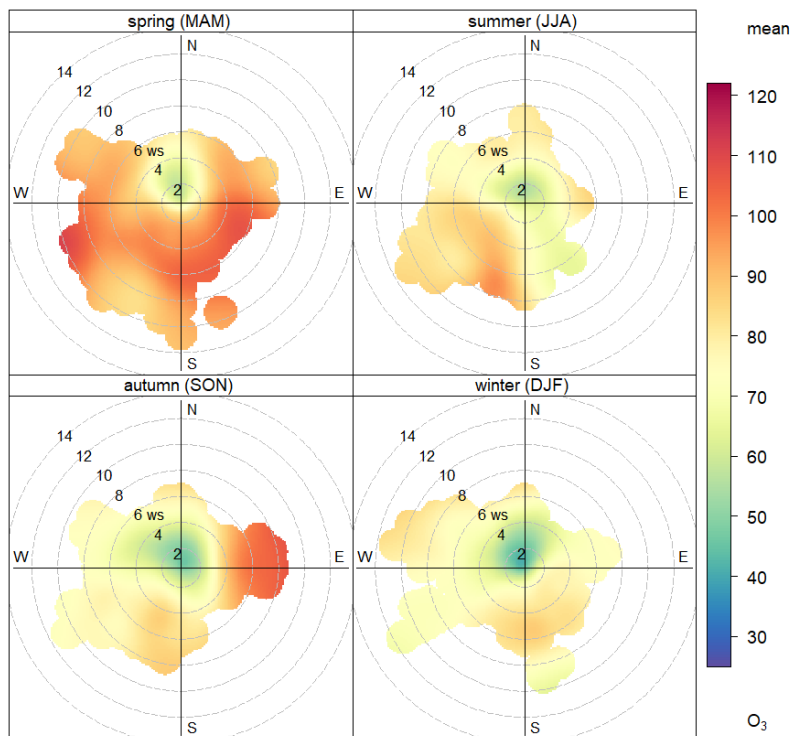 spring (MAM)
N
14
12
10
8
6 ws
4
2
W
E
S
summer (JJA)
N
14
12
10
8
6 ws
4
2
W
E
S
autumn (SON)
N
14
12
10
8
6 ws
4
2
W
E
S
winter (DJF)
N
14
12
10
8
6 ws
4
2
W
E
S
mean
120
110
100
90
80
70
60
50
40
30
O₃